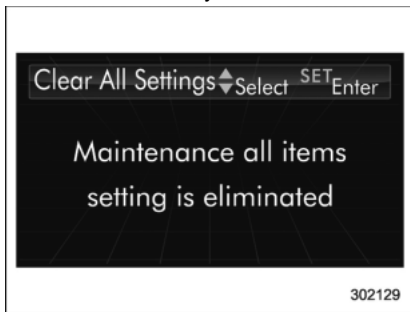 Clear All Settings Select SET Enter
Maintenance all items
setting is eliminated
302129